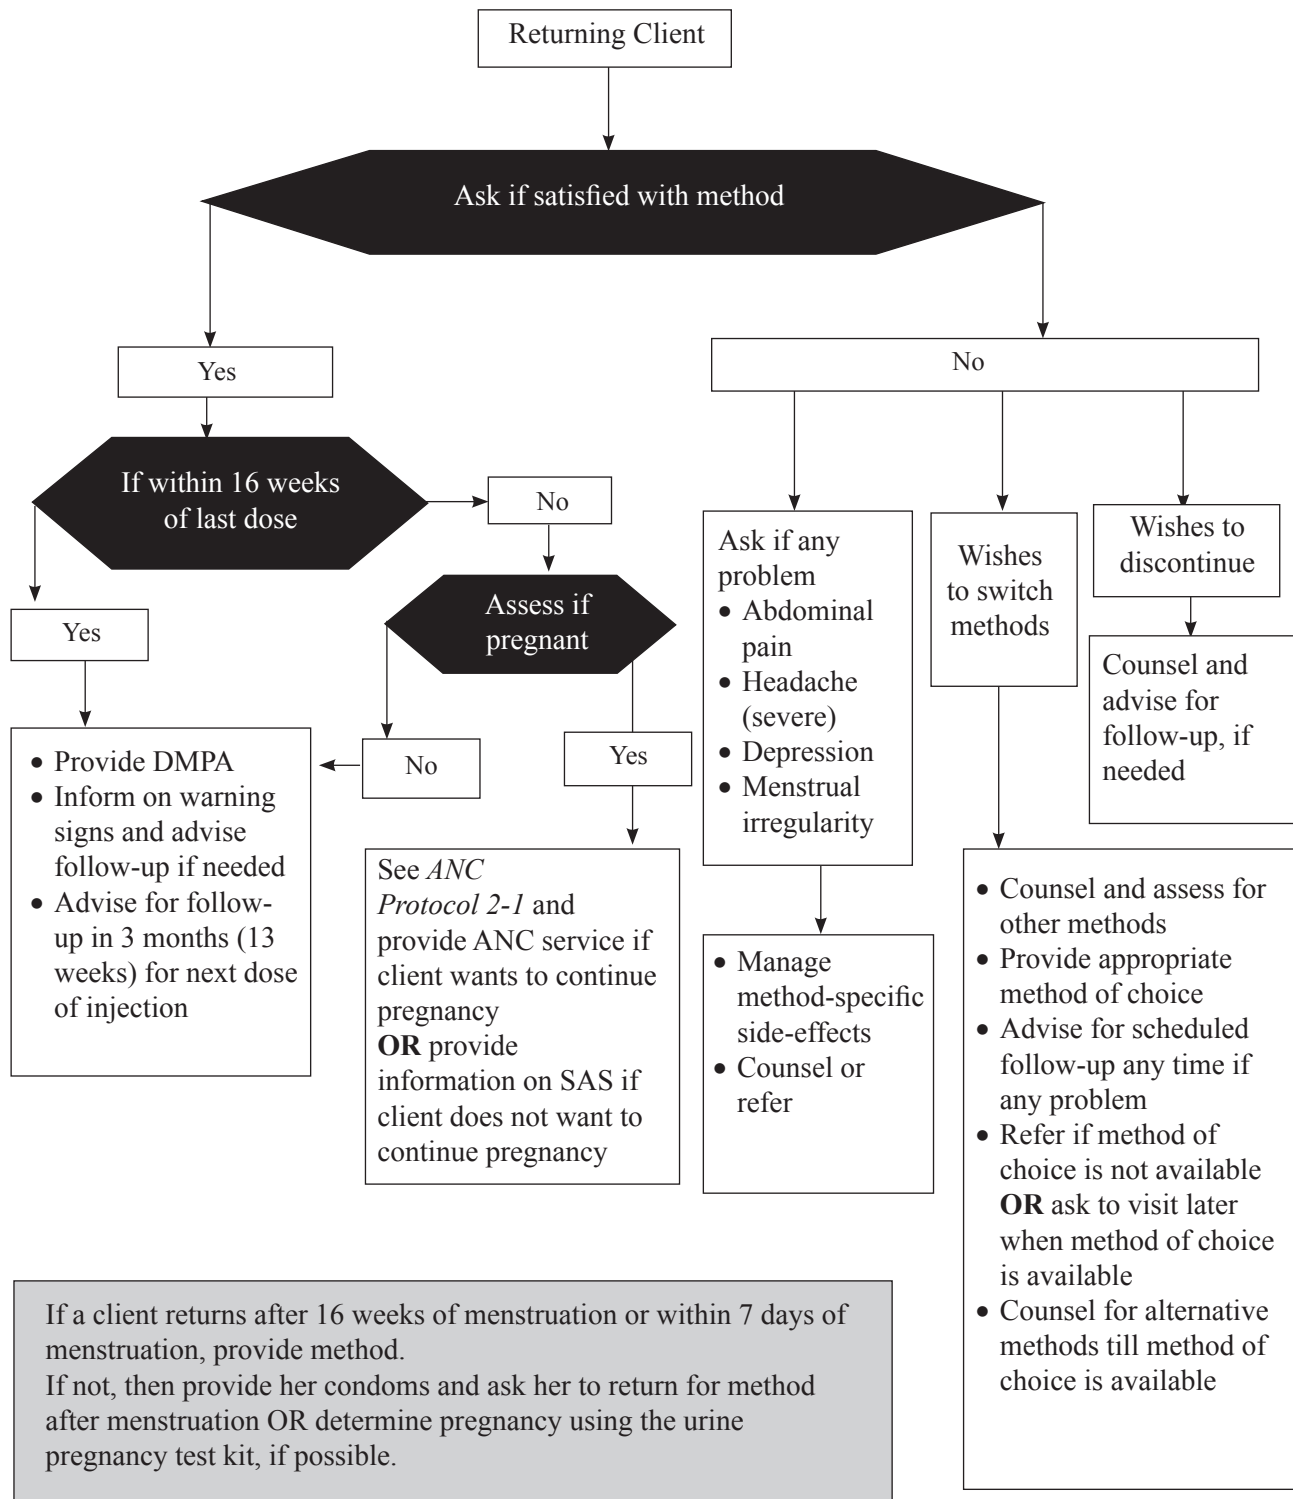 Returning Client
Ask if satisfied with method
Yes
No
If within 16 weeks
of last dose
No
Yes
Assess if
pregnant
No
Yes
• Provide DMPA
• Inform on warning
signs and advise
follow-up if needed
• Advise for follow-
up in 3 months (13
weeks) for next dose
of injection
See ANC
Protocol 2-1 and
provide ANC service if
client wants to continue
pregnancy
OR provide
information on SAS if
client does not want to
continue pregnancy
Ask if any
problem
• Abdominal
pain
• Headache
(severe)
• Depression
• Menstrual
irregularity
• Manage
method-specific
side-effects
• Counsel or
refer
Wishes
to switch
methods
• Counsel and assess for
other methods
• Provide appropriate
method of choice
• Advise for scheduled
follow-up any time if
any problem
• Refer if method of
choice is not available
OR ask to visit later
when method of choice
is available
• Counsel for alternative
methods till method of
choice is available
Wishes to
discontinue
Counsel and
advise for
follow-up, if
needed
If a client returns after 16 weeks of menstruation or within 7 days of
menstruation, provide method.
If not, then provide her condoms and ask her to return for method
after menstruation OR determine pregnancy using the urine
pregnancy test kit, if possible.